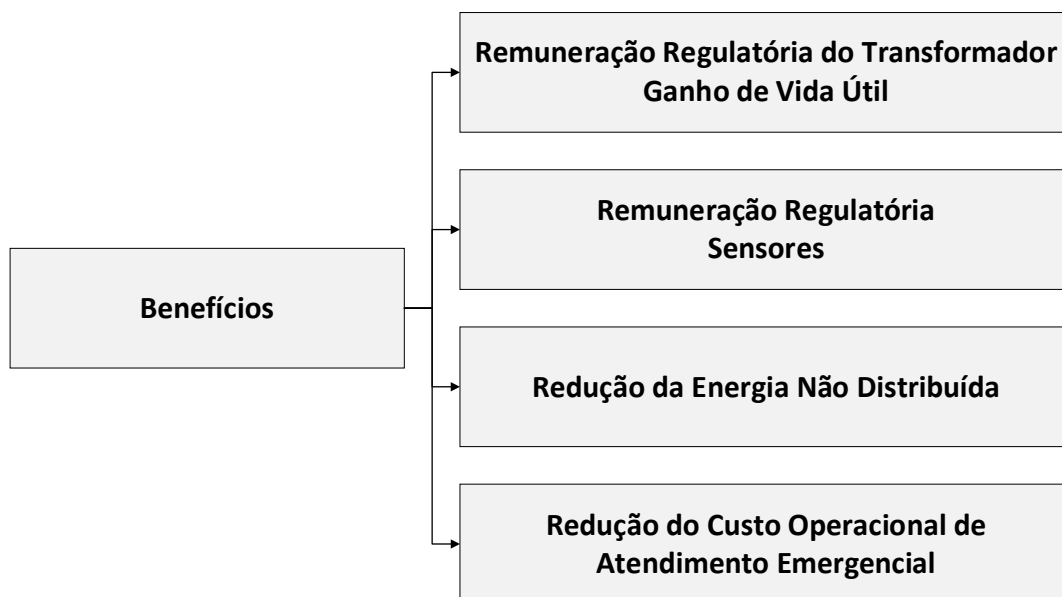 Benefícios
Remuneração Regulatória do Transformador
Ganho de Vida Útil
Remuneração Regulatória
Sensores
Redução da Energia Não Distribuída
Redução do Custo Operacional de
Atendimento Emergencial